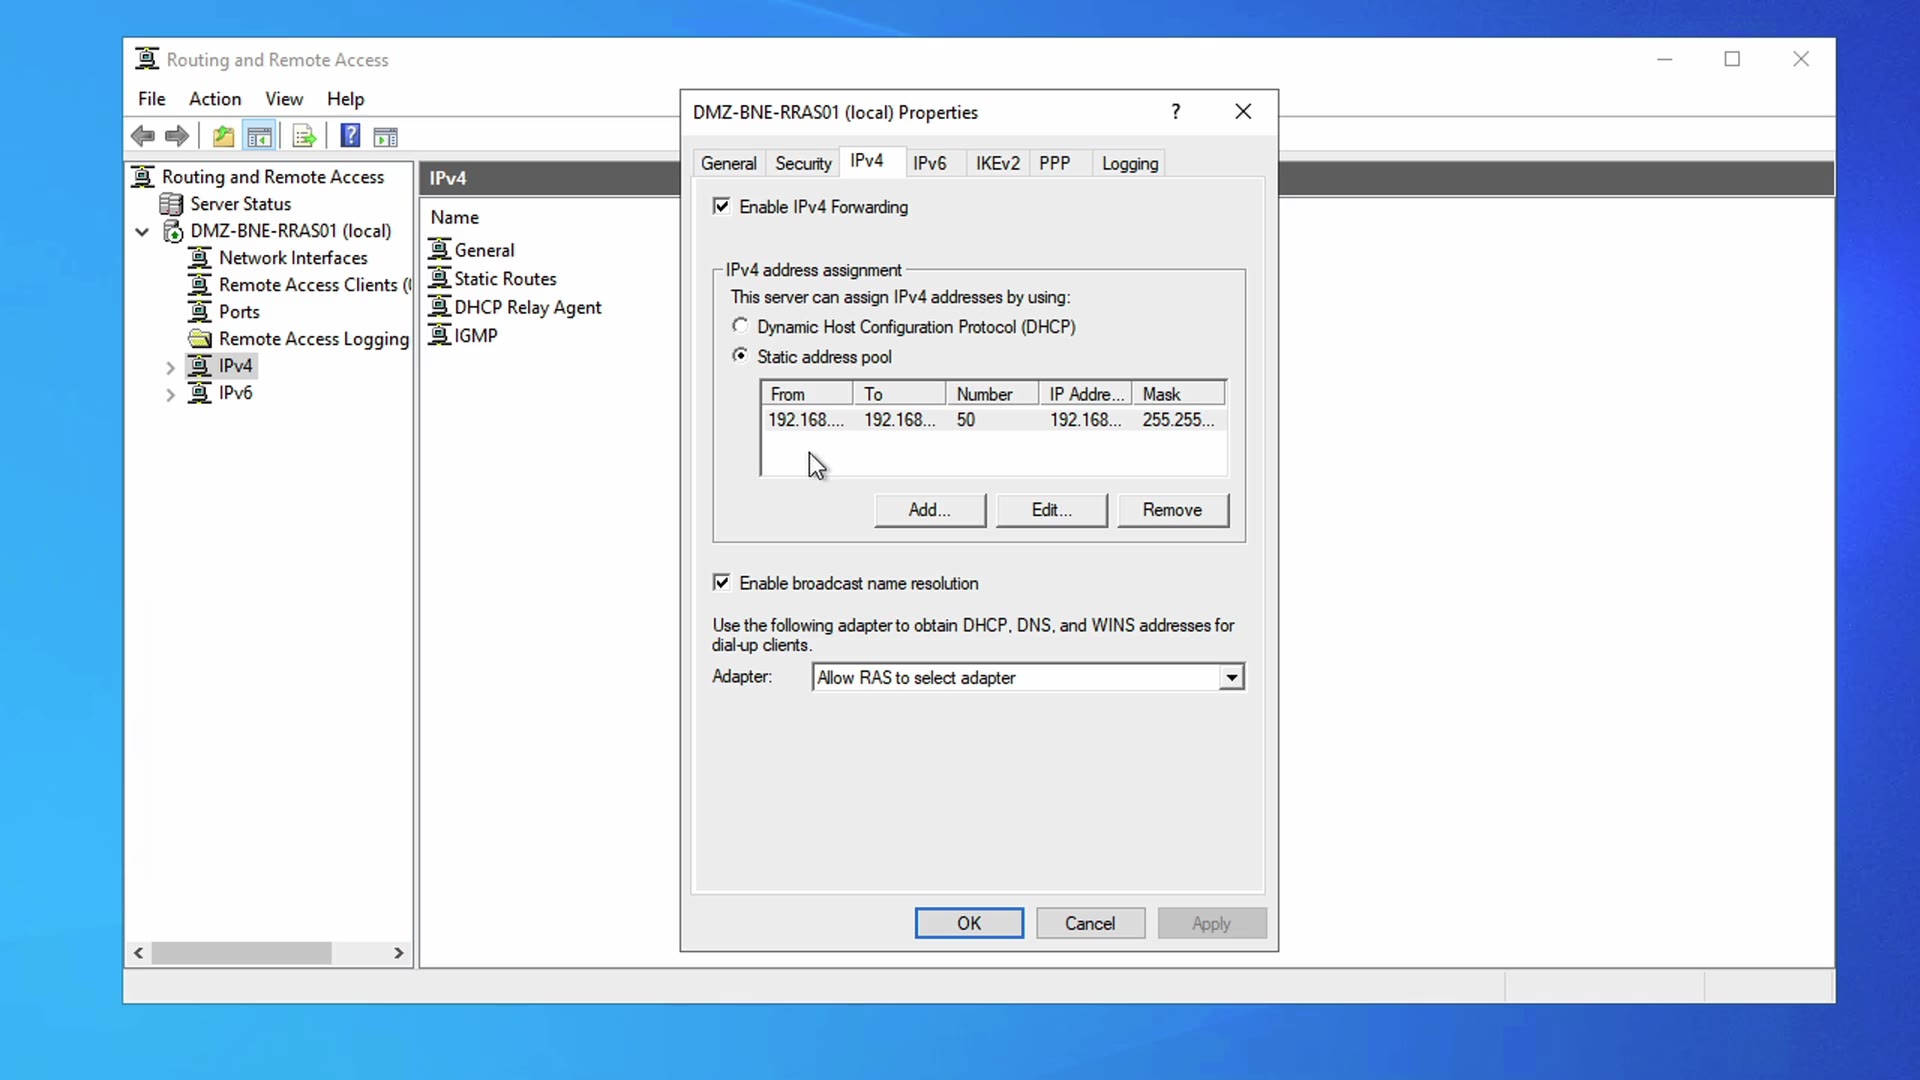 Routing and Remote Access
File Action View Help
Routing and Remote Access
Server Status
DMZ-BNE-RRAS01 (local)
Network Interfaces
Remote Access Clients (
Ports
Remote Access Logging
IPv4
IPv6
IPv4
Name
General
Static Routes
DHCP Relay Agent
IGMP
DMZ-BNE-RRAS01 (local) Properties
?
General Security IPv4 IPv6 IKEv2 PPP Logging
Enable IPv4 Forwarding
IPv4 address assignment
This server can assign IPv4 addresses by using:
Dynamic Host Configuration Protocol (DHCP)
Static address pool
From To Number IP Addre... Mask
192.168.... 192.168... 50 192.168... 255.255...
Add... Edit... Remove
Enable broadcast name resolution
Use the following adapter to obtain DHCP, DNS, and WINS addresses for
dial-up clients.
Adapter: Allow RAS to select adapter
OK Cancel Apply